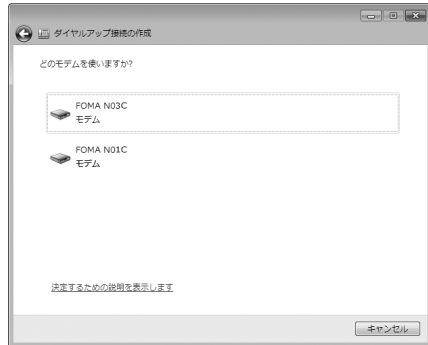 ダイヤルアップ接続の作成
どのモデムを使いますか?
FOMA N03C
モデム
FOMA N01C
モデム
決定するための説明を表示します
キャンセル